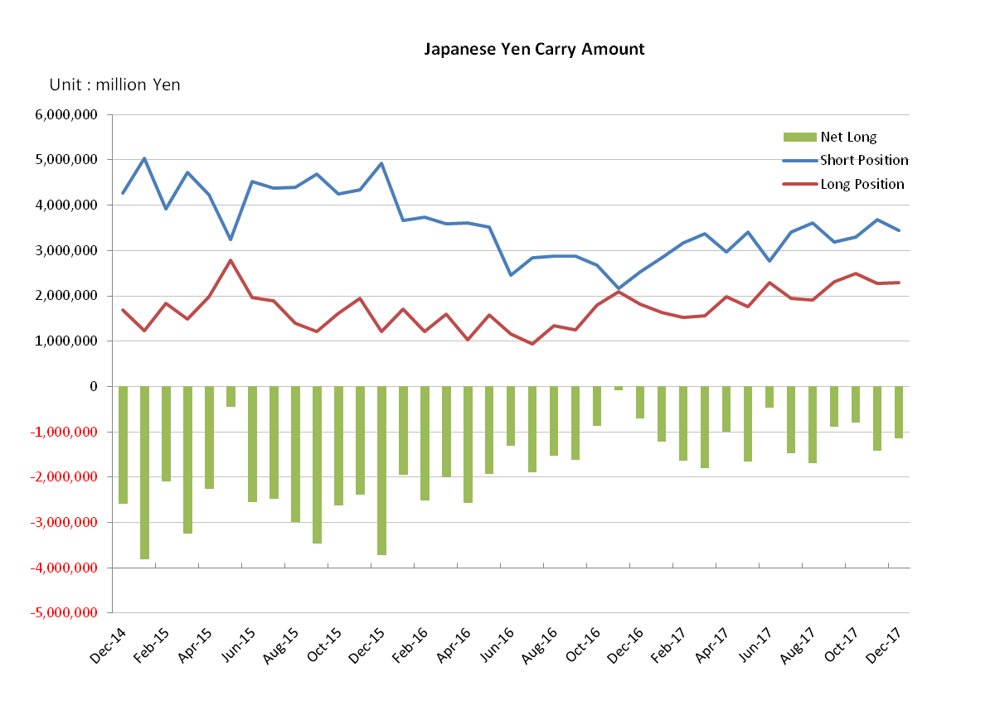 Japanese Yen Carry Amount
Unit : million Yen
6,000,000
5,000,000
4,000,000
3,000,000
2,000,000
1,000,000
0
-1,000,000
-2,000,000
-3,000,000
-4,000,000
-5,000,000
Net Long
Short Position
Long Position
Dec-14 Feb-15 Apr-15 Jun-15 Aug-15 Oct-15 Dec-15 Feb-16 Apr-16 Jun-16 Aug-16 Oct-16 Dec-16 Feb-17 Apr-17 Jun-17 Aug-17 Oct-17 Dec-17